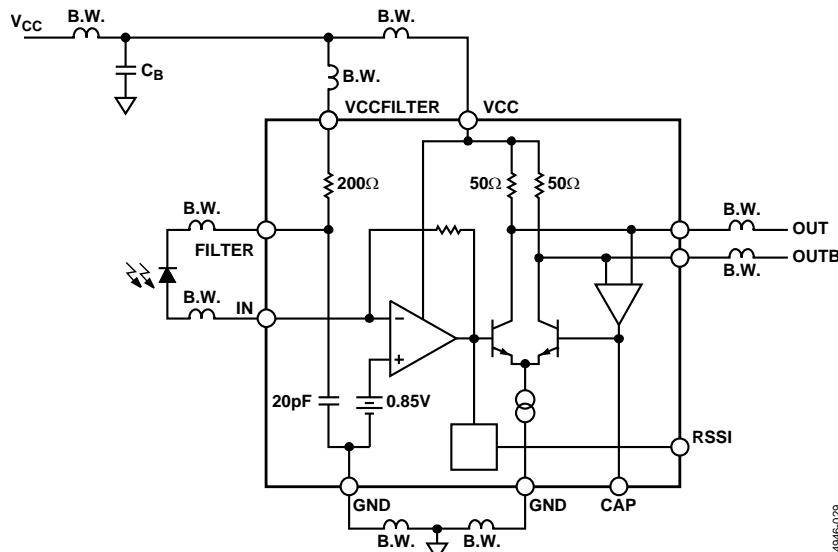 B.W.
B.W.
VCC
CB
B.W.
VCCFILTER
VCC
200Ω
50Ω
50Ω
B.W.
B.W.
OUT
FILTER
OUTB
B.W.
B.W.
IN
−
+
20pF
0.85V
RSSI
GND
GND
CAP
B.W.
B.W.